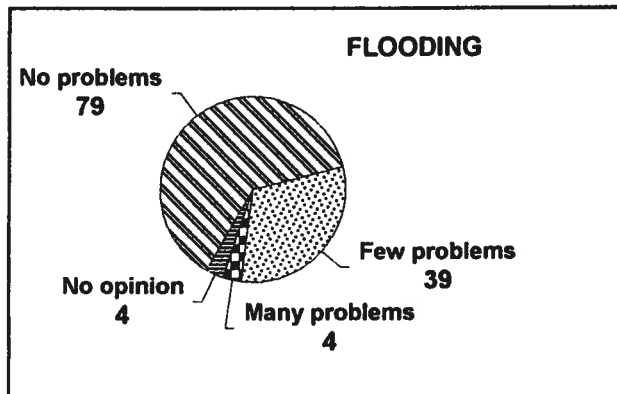 FLOODING
No problems
79
Few problems
39
No opinion
4
Many problems
4